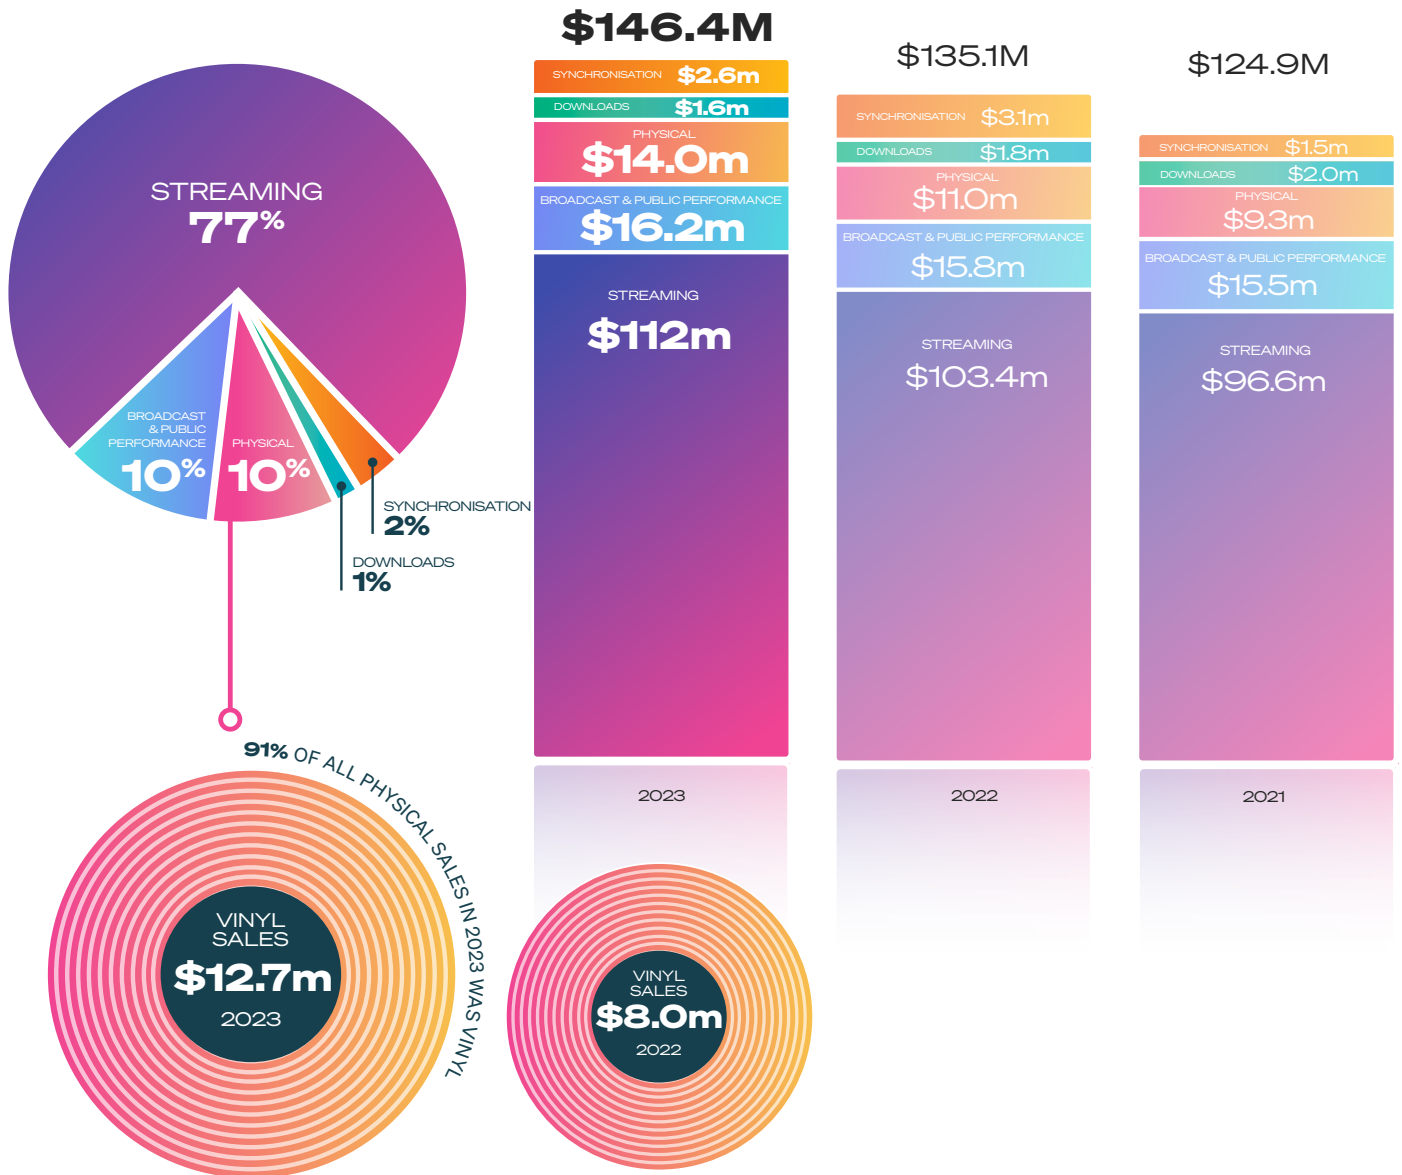 STREAMING
77%
BROADCAST
& PUBLIC
PERFORMANCE
10%
PHYSICAL
10%
SYNCHRONISATION
2%
DOWNLOADS
1%
$146.4M
SYNCHRONISATION $2.6m
DOWNLOADS $1.6m
PHYSICAL
$14.0m
BROADCAST & PUBLIC PERFORMANCE
$16.2m
STREAMING
$112m
2023
$135.1M
SYNCHRONISATION $3.1m
DOWNLOADS $1.8m
PHYSICAL
$11.0m
BROADCAST & PUBLIC PERFORMANCE
$15.8m
STREAMING
$103.4m
2022
$124.9M
SYNCHRONISATION $1.5m
DOWNLOADS $2.0m
PHYSICAL
$9.3m
BROADCAST & PUBLIC PERFORMANCE
$15.5m
STREAMING
$96.6m
2021
91% OF ALL PHYSICAL SALES IN 2023 WAS VINYL
VINYL
SALES
$12.7m
2023
VINYL
SALES
$8.0m
2022